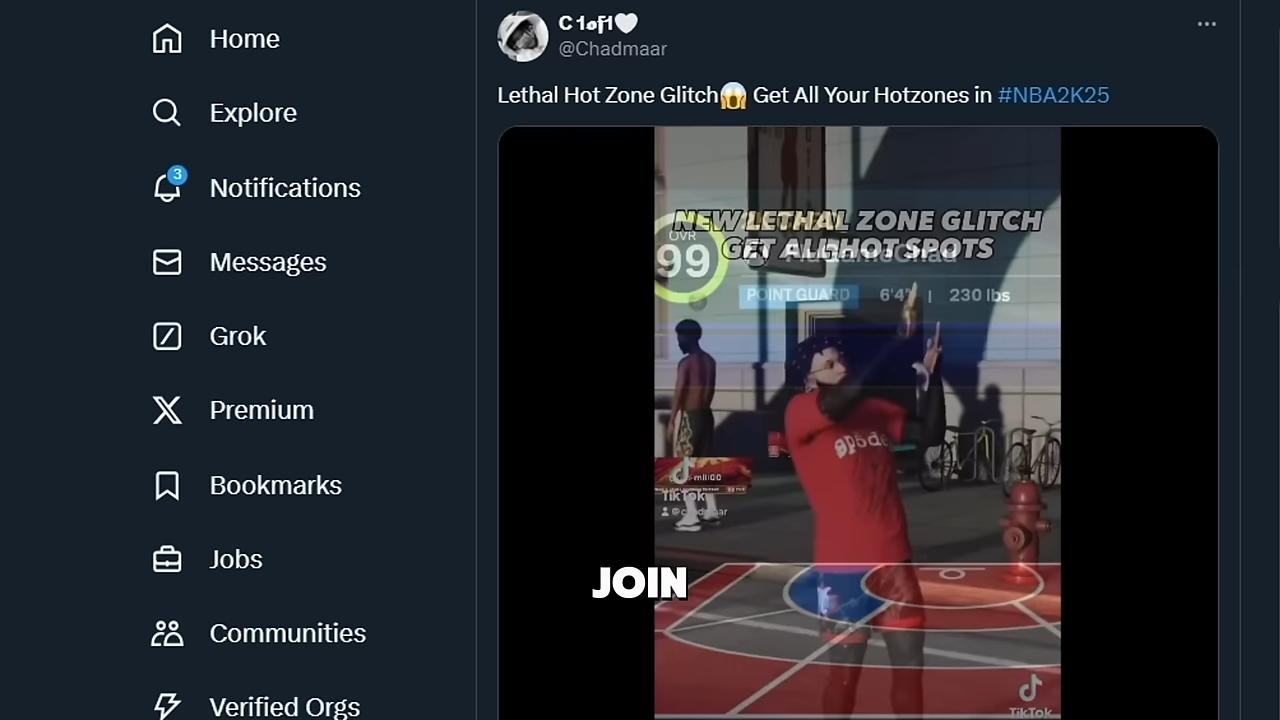 Home
Explore
3
Notifications
Messages
Grok
Premium
Bookmarks
Jobs
Communities
Verified Orgs
@Chadmaar
Lethal Hot Zone Glitch😱 Get All Your Hotzones in #NBA2K25
NEW LETHAL ZONE GLITCH
GET ALL HOT SPOTS
OVR
99
POINT GUARD 6'4" | 230 lbs
TikTok
JOIN
TikTok